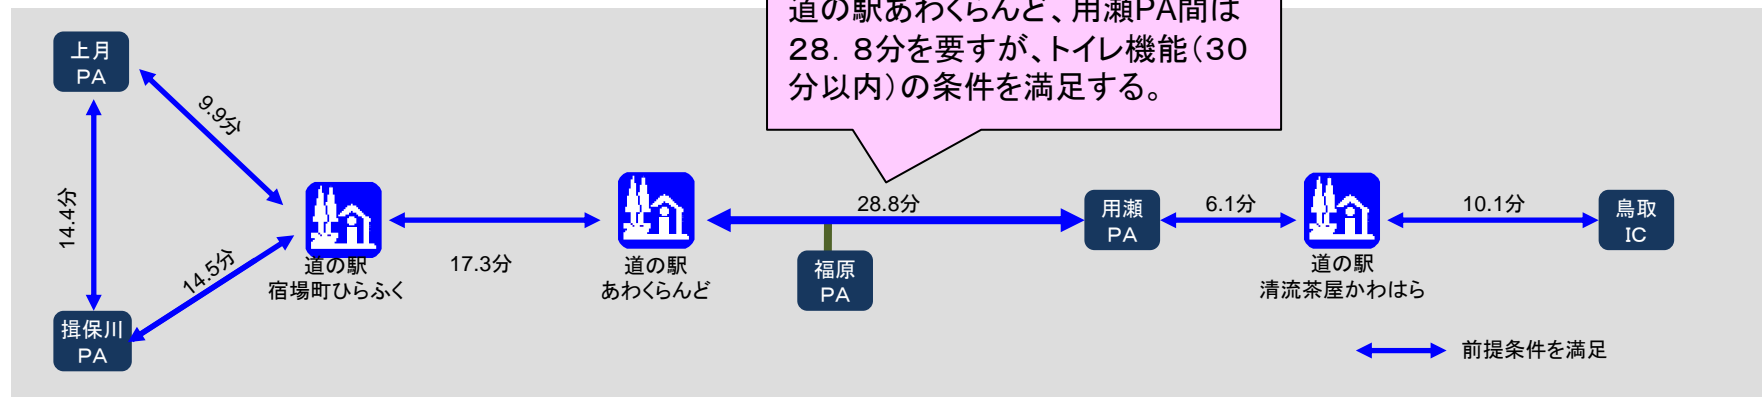 道の駅あわくらんど、用瀬PA間は
28．8分を要すが、トイレ機能（30
分以内）の条件を満足する。
上月
PA
9.9分
14.4分
14.5分
揖保川
PA
道の駅
宿場町ひらふく
17.3分
道の駅
あわくらんど
28.8分
福原
PA
用瀬
PA
6.1分
道の駅
清流茶屋かわはら
10.1分
鳥取
IC
前提条件を満足